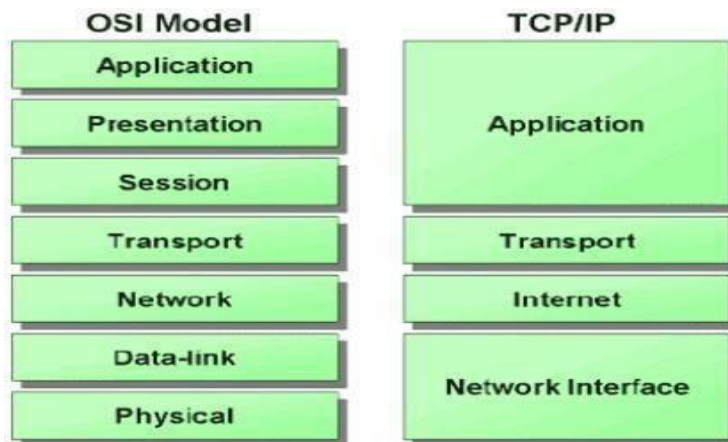 OSI Model
Application
Presentation
Session
Transport
Network
Data-link
Physical
TCP/IP
Application
Transport
Internet
Network Interface